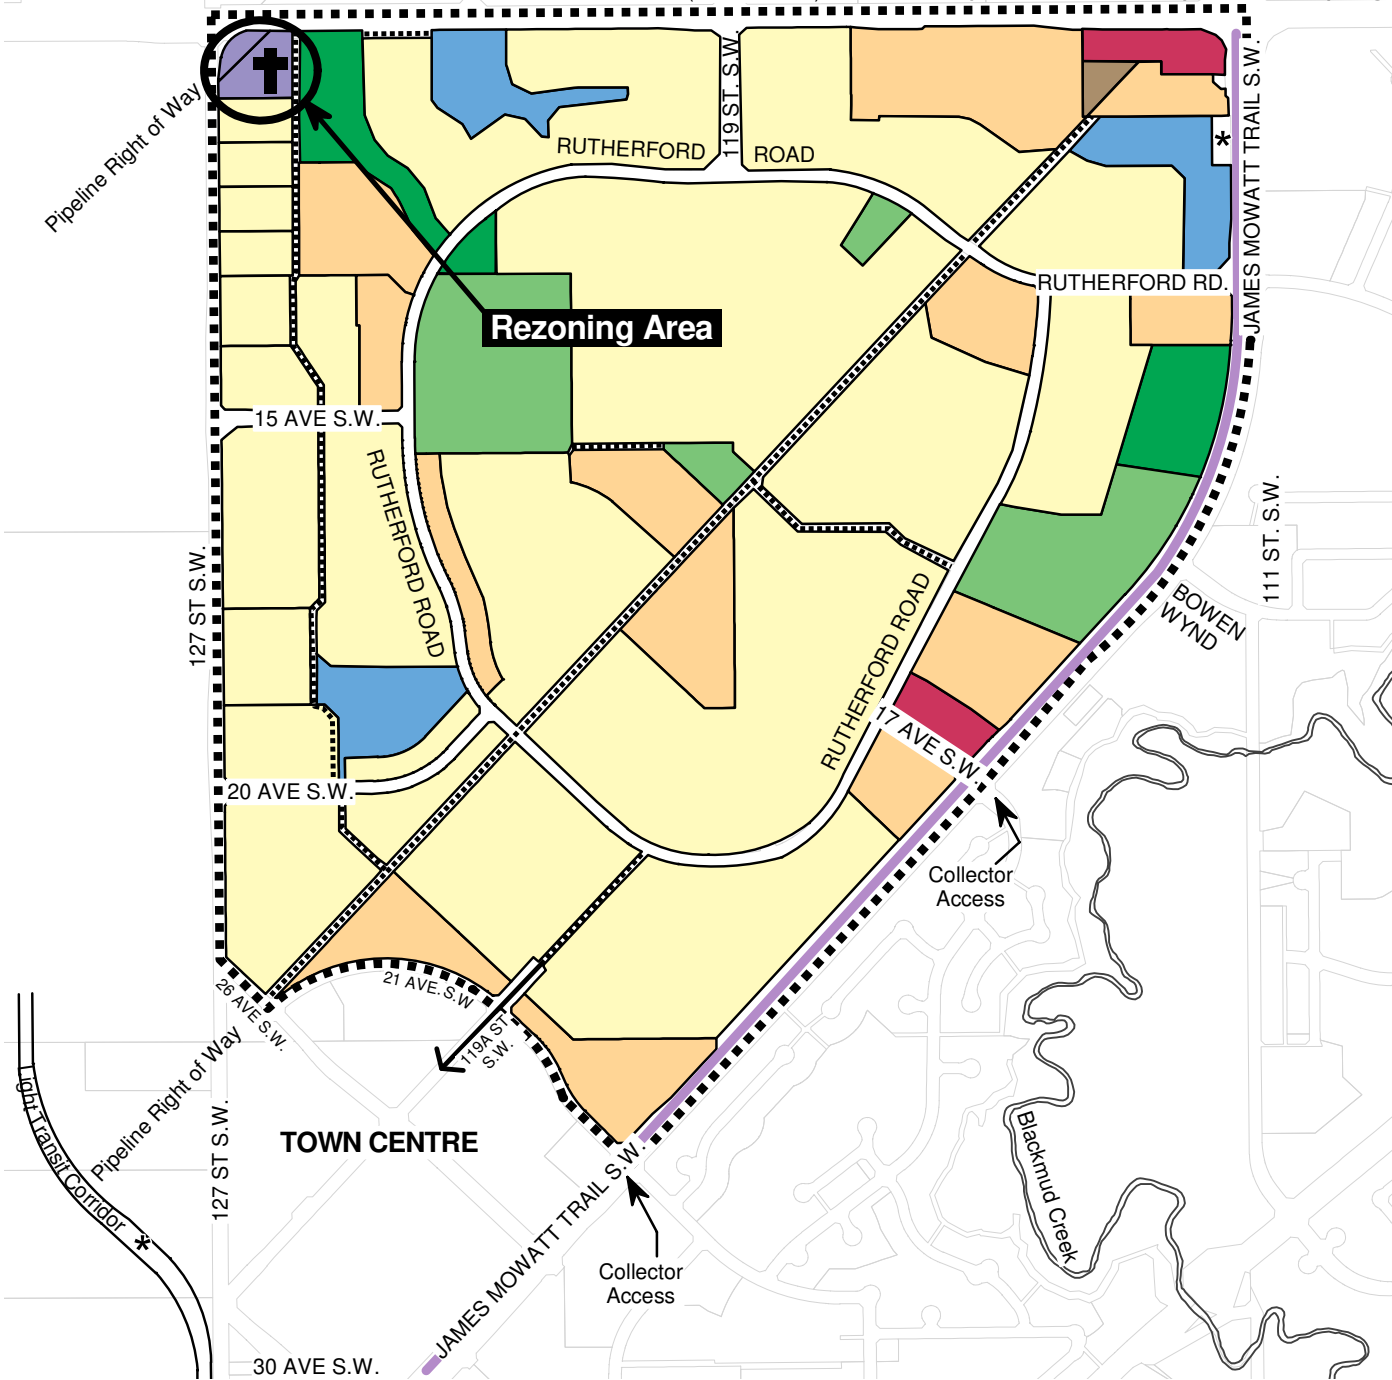 119 ST. S.W.
JAMES MOWATT TRAIL S.W.
Pipeline Right of Way
RUTHERFORD ROAD
*
RUTHERFORD RD.
Rezoning Area
15 AVE S.W.
RUTHERFORD ROAD
127 ST S.W.
111 ST. S.W.
BOWEN
WYND
RUTHERFORD ROAD
17 AVE S.W.
20 AVE S.W.
Collector
Access
26 AVE S.W.
21 AVE. S.W
119A ST
S.W.
Pipeline Right of Way
Light Transit Corridor
*
127 ST S.W.
TOWN CENTRE
Blackmud Creek
JAMES MOWATT TRAIL S.W.
Collector
Access
30 AVE S.W.